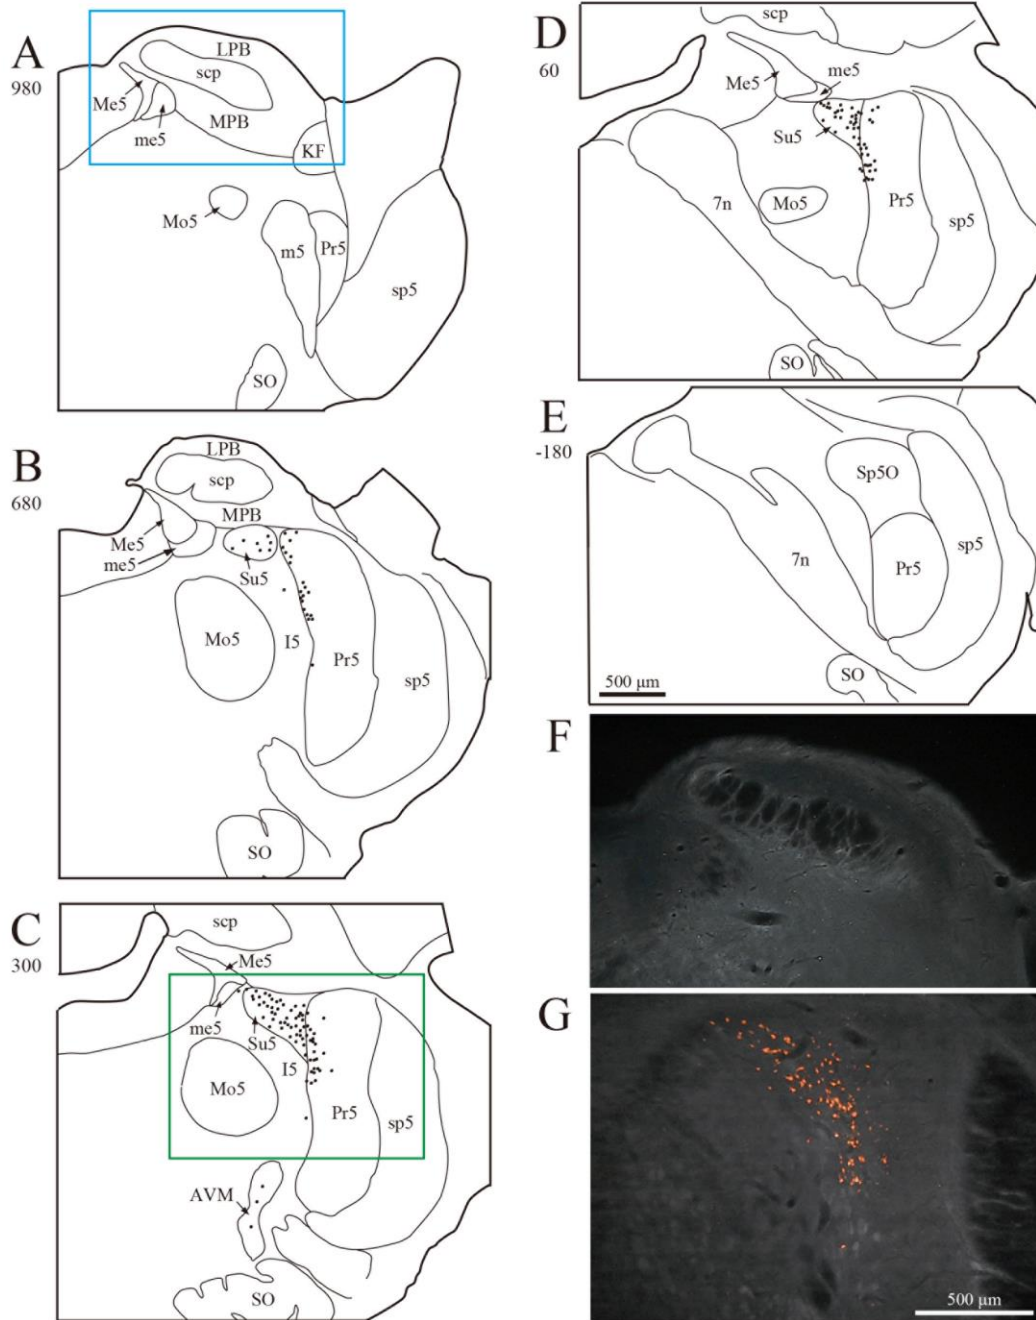 A
980
LPB
scp
Me5
me5
MPB
KF
Mo5
m5
Pr5
sp5
SO
B
680
LPB
scp
MPB
Me5
me5
Su5
Mo5
I5
Pr5
sp5
SO
C
300
scp
Me5
me5
Su5
I5
Mo5
Pr5
sp5
AVM
SO
D
60
scp
Me5
me5
Su5
7n
Mo5
Pr5
sp5
SO
E
-180
Sp5O
sp5
7n
Pr5
SO
500 μm
F
G
500 μm